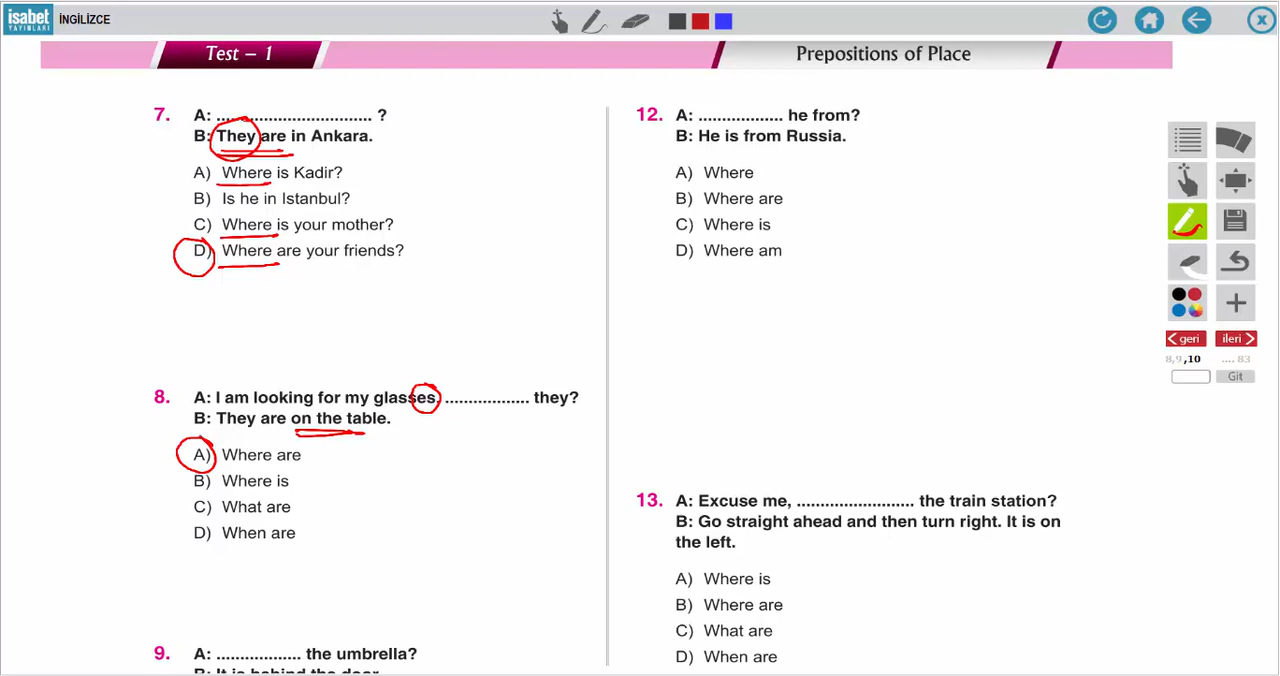 isabet
YAYINLARI
İNGİLİZCE
Test – 1
Prepositions of Place
7. A: ................................. ?
B: They are in Ankara.
A) Where is Kadir?
B) Is he in Istanbul?
C) Where is your mother?
D) Where are your friends?
8. A: I am looking for my glasses. .................. they?
B: They are on the table.
A) Where are
B) Where is
C) What are
D) When are
9. A: .................. the umbrella?
B: It is behind the door.
12. A: .................. he from?
B: He is from Russia.
A) Where
B) Where are
C) Where is
D) Where am
13. A: Excuse me, ......................... the train station?
B: Go straight ahead and then turn right. It is on
the left.
A) Where is
B) Where are
C) What are
D) When are
geri
ileri
8,9,10 .... 83
Git